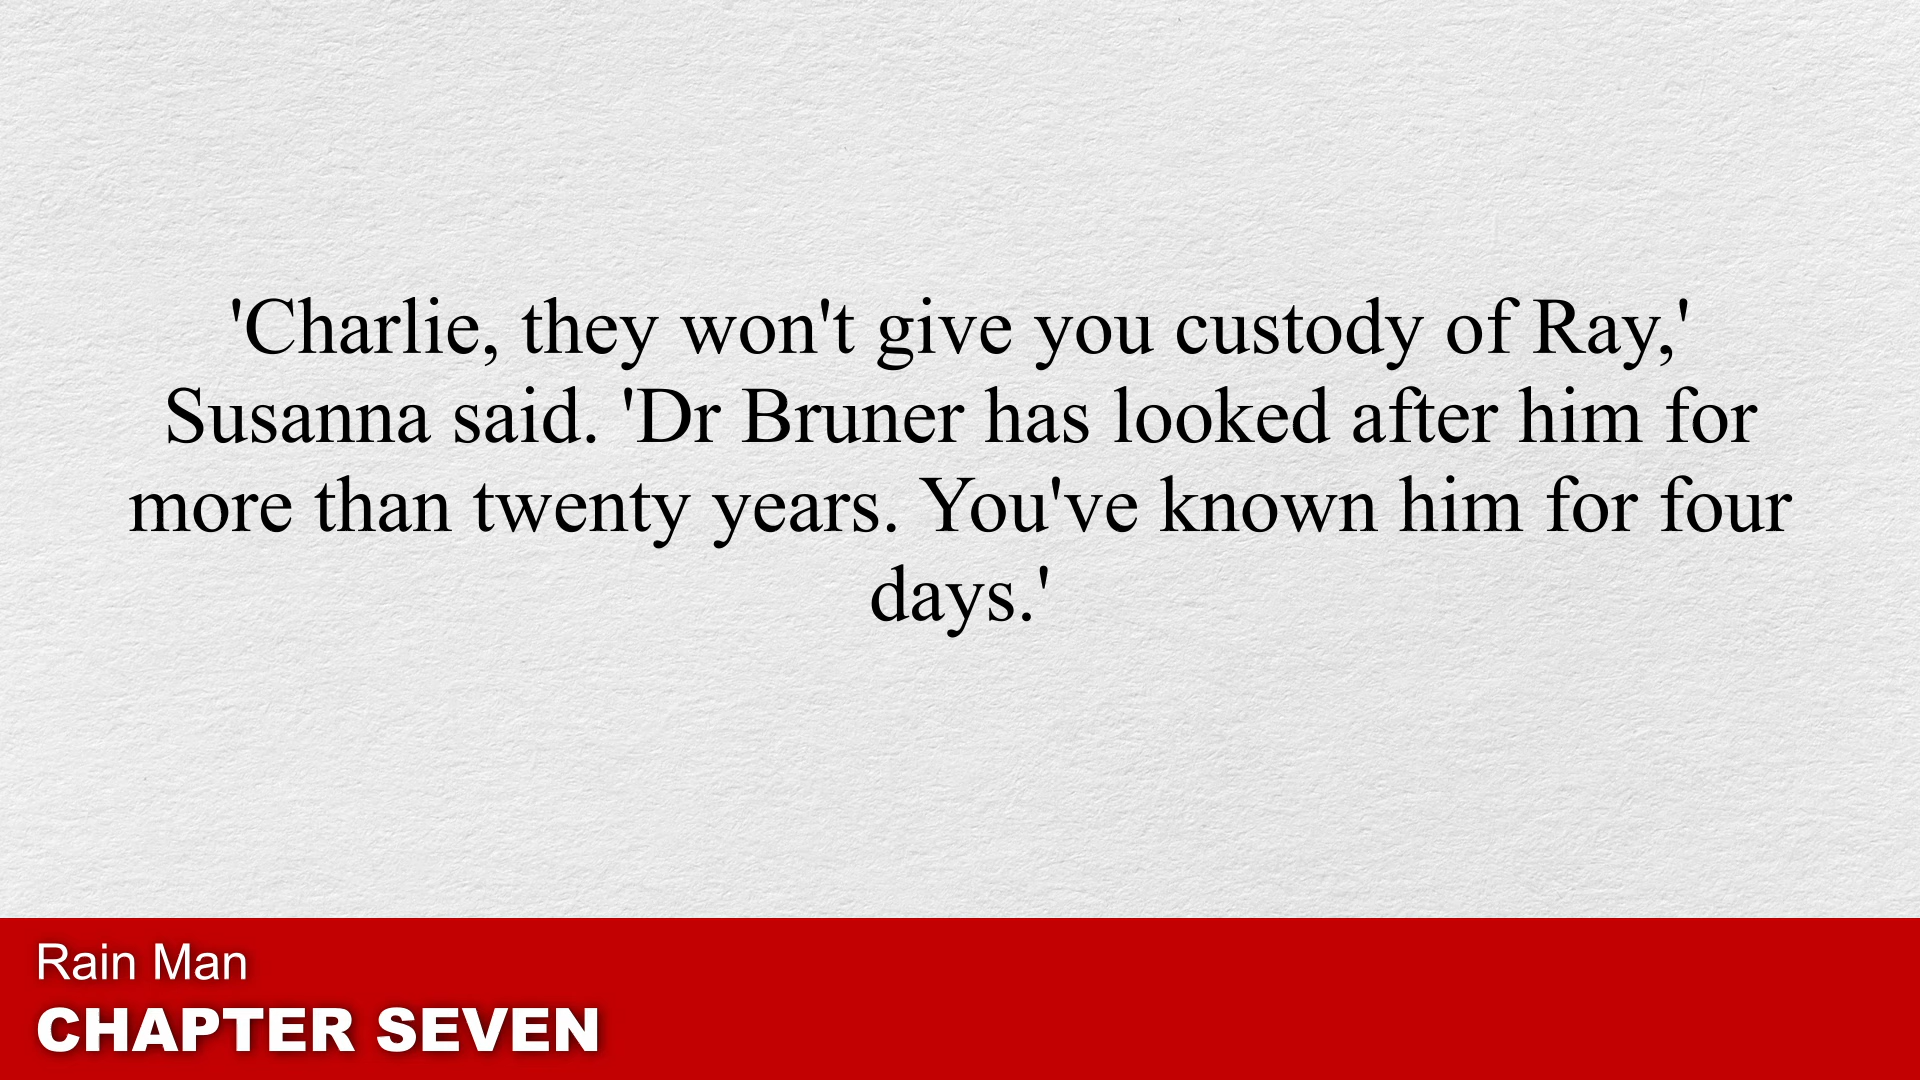 'Charlie, they won't give you custody of Ray,'
Susanna said. 'Dr Bruner has looked after him for
more than twenty years. You've known him for four
days.'
Rain Man
CHAPTER SEVEN